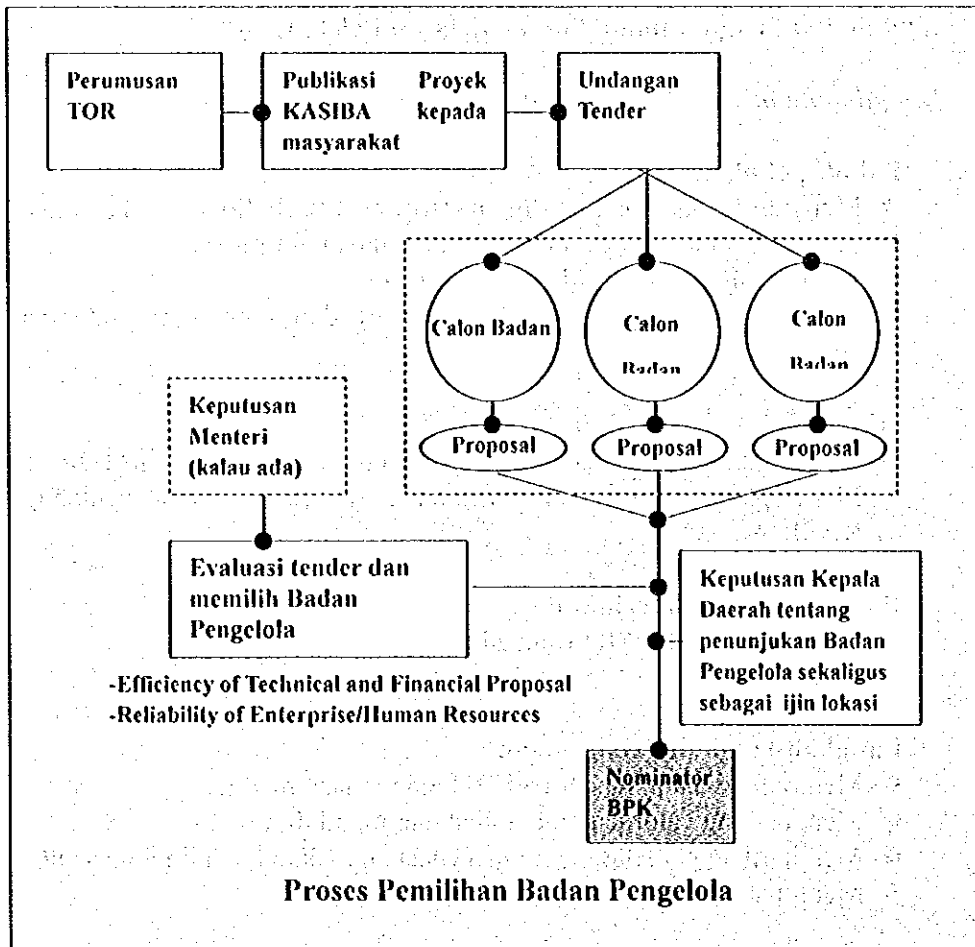 Perumusan
TOR
Publikasi Proyek
KASIBA kepada
masyarakat
Undangan
Tender
Calon Badan
Calon
Badan
Calon
Badan
Keputusan
Menteri
(kalau ada)
Proposal
Proposal
Proposal
Evaluasi tender dan
memilih Badan
Pengelola
Keputusan Kepala
Daerah tentang
penunjukan Badan
Pengelola sekaligus
sebagai ijin lokasi
-Efficiency of Technical and Financial Proposal
-Reliability of Enterprise/Human Resources
Nominator
BPK
Proses Pemilihan Badan Pengelola